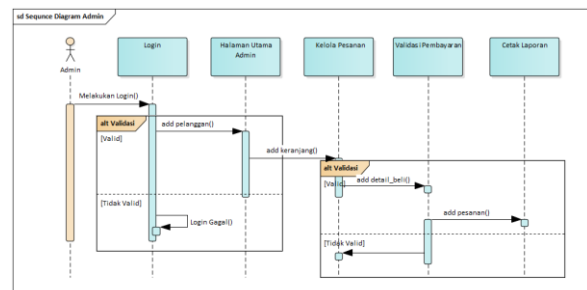 sd Sequnce Diagram Admin
Login
Halaman Utama
Admin
Kelola Pesanan
Validasi Pembayaran
Cetak Laporan
Admin
Melakukan Login()
alt Validasi
add pelanggan()
[Valid]
add keranjang()
alt Validasi
[Valid]
add detail_beli()
[Tidak Valid]
Login Gagal()
add pesanan()
[Tidak Valid]